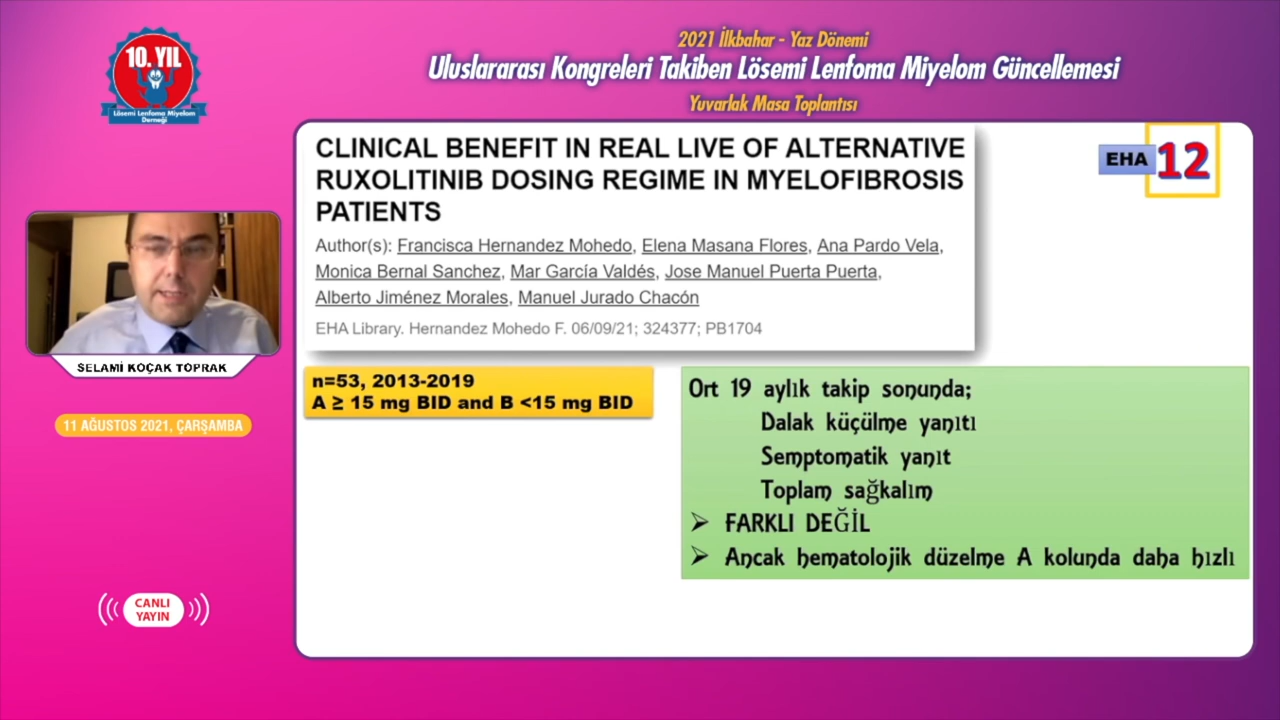 10. YIL
Lösemi Lenfoma Miyelom
Derneği
2021 İlkbahar - Yaz Dönemi
Uluslararası Kongreleri Takiben Lösemi Lenfoma Miyelom Güncellemesi
Yuvarlak Masa Toplantısı
CLINICAL BENEFIT IN REAL LIVE OF ALTERNATIVE
RUXOLITINIB DOSING REGIME IN MYELOFIBROSIS
PATIENTS
Author(s): Francisca Hernandez Mohedo, Elena Masana Flores, Ana Pardo Vela,
Monica Bernal Sanchez, Mar García Valdés, Jose Manuel Puerta Puerta,
Alberto Jiménez Morales, Manuel Jurado Chacón
EHA Library. Hernandez Mohedo F. 06/09/21; 324377; PB1704
EHA 12
SELAMİ KOÇAK TOPRAK
11 AĞUSTOS 2021, ÇARŞAMBA
CANLI
YAYIN
n=53, 2013-2019
A ≥ 15 mg BID and B <15 mg BID
Ort 19 aylık takip sonunda;
Dalak küçülme yanıtı
Semptomatik yanıt
Toplam sağkalım
➢ FARKLI DEĞİL
➢ Ancak hematolojik düzelme A kolunda daha hızlı